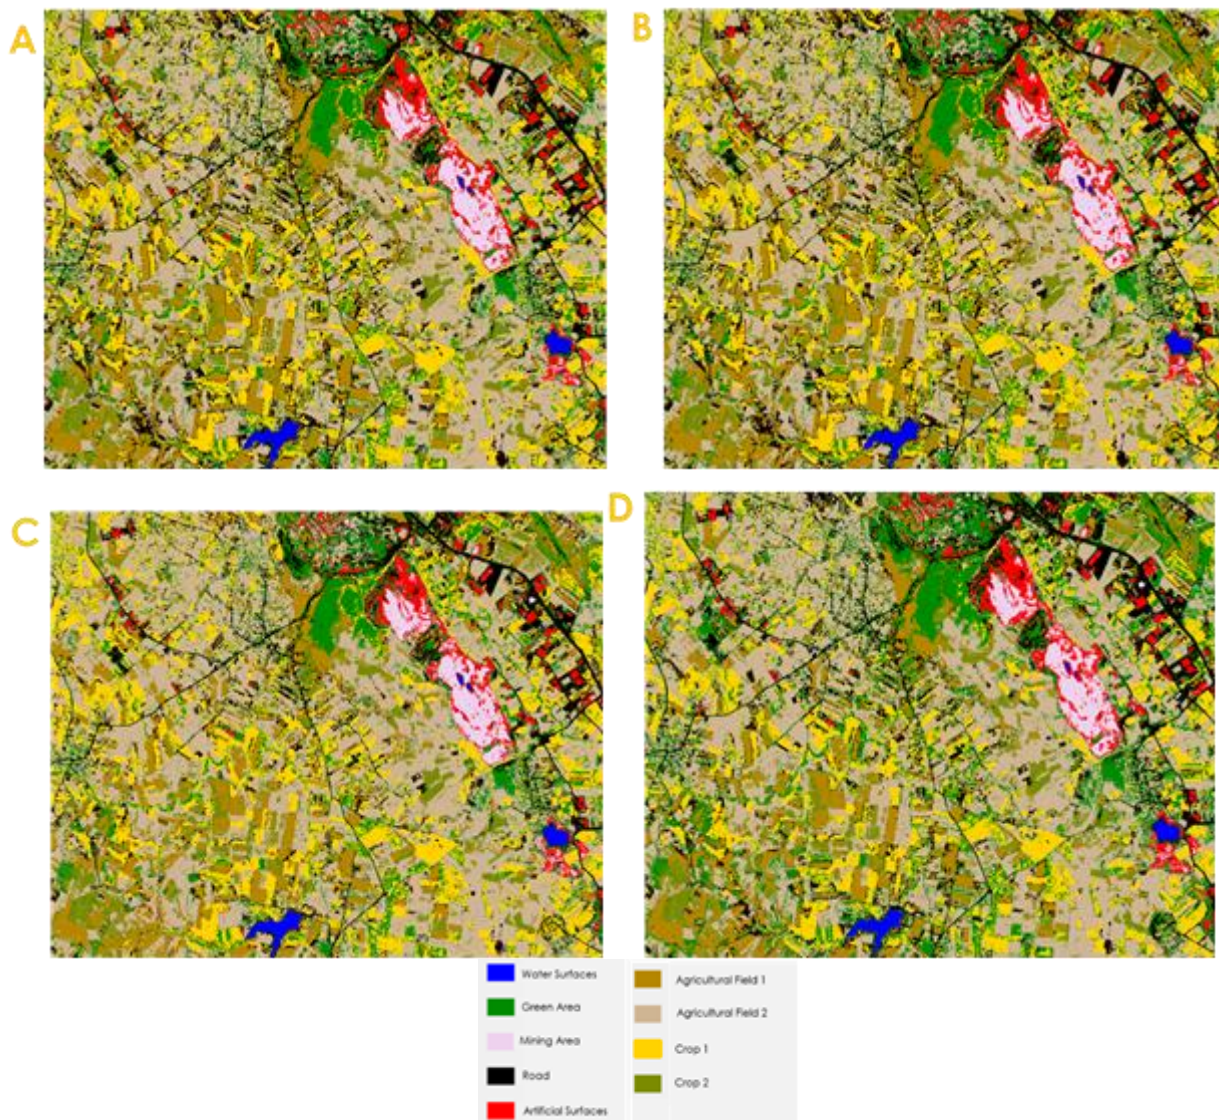 A
B
C
D
Water Surfaces
Green Area
Mining Area
Road
Artificial Surfaces
Agricultural Field 1
Agricultural Field 2
Crop 1
Crop 2